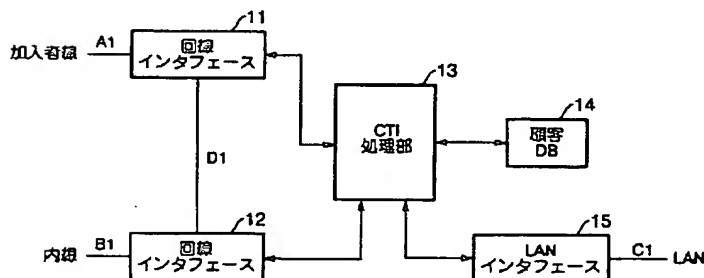 11
加入者線
A1
回線
インタフェース
13
CTI
処理部
14
顧客
DB
D1
12
内線
B1
回線
インタフェース
15
LAN
インタフェース
C1
LAN